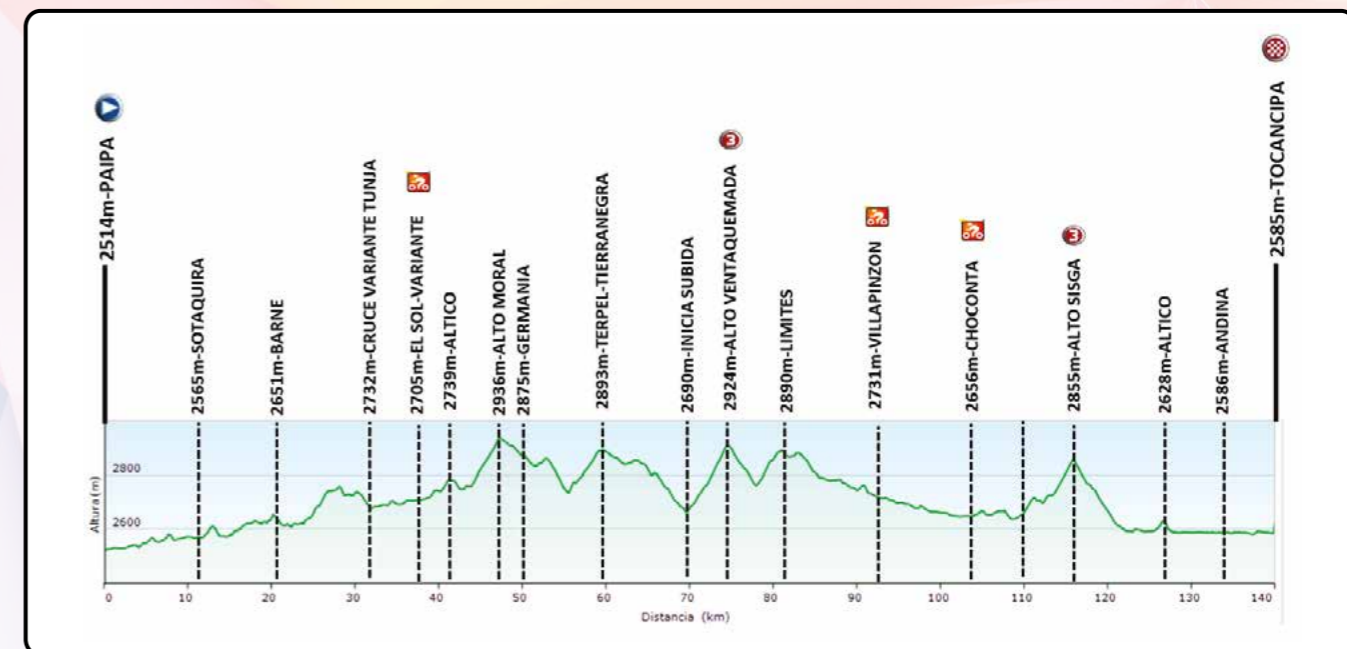 2514m-PAIPA
2565m-SOTAQUIRA
2651m-BARNE
2732m-CRUCE VARIANTE TUNJA
2705m-EL SOL-VARIANTE
2739m-ALTICO
2936m-ALTO MORAL
2875m-GERMANIA
2893m-TERPEL-TIERRANEGRA
2690m-INICIA SUBIDA
3
2924m-ALTO VENTAQUEMADA
2890m-LIMITES
2731m-VILLAPINZON
2656m-CHOCONTA
3
2855m-ALTO SISGA
2628m-ALTICO
2586m-ANDINA
2585m-TOCANCIPA
Altura (m)
2800
2600
0 10 20 30 40 50 60 70 80 90 100 110 120 130 140
Distancia (km)